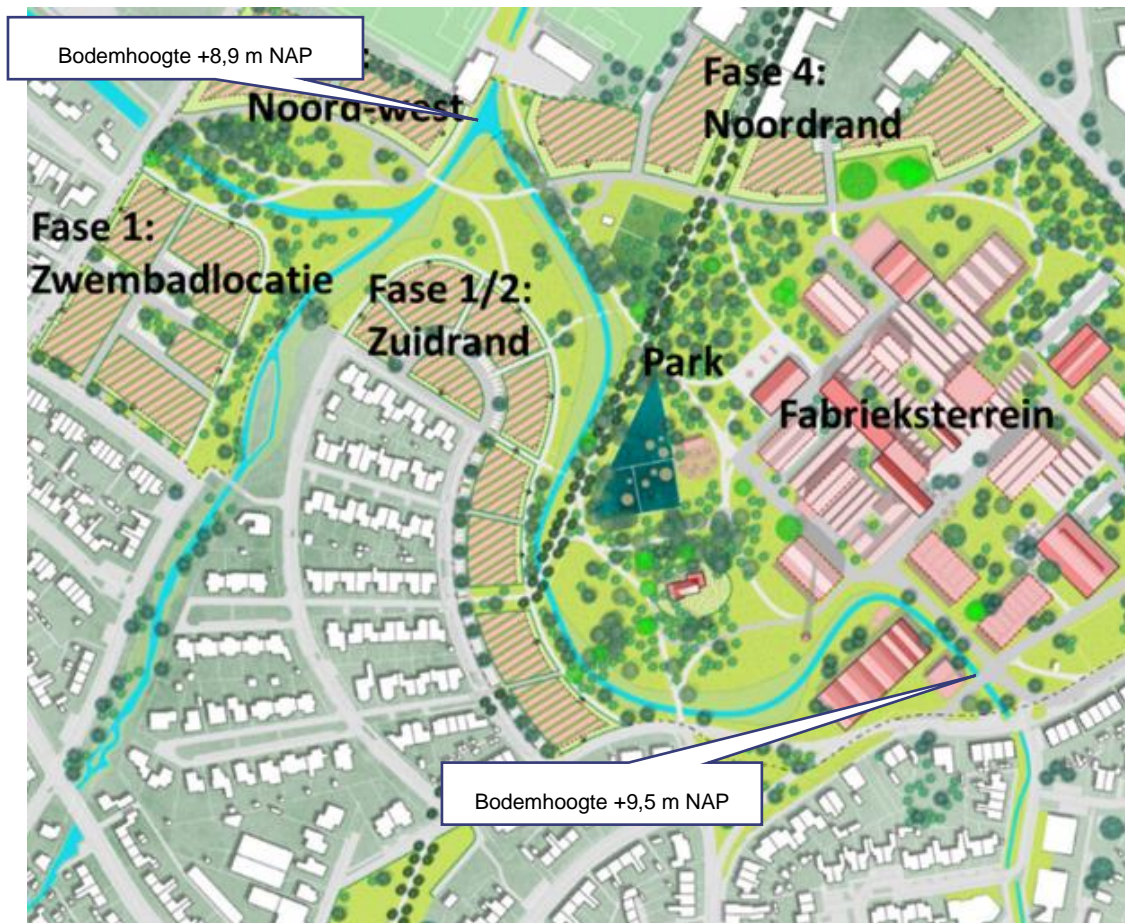 Bodemhoogte +8,9 m NAP
Noord-west
Fase 4:
Noordrand
Fase 1:
Zwembadlocatie
Fase 1/2:
Zuidrand
Park
Fabrieksterrein
Bodemhoogte +9,5 m NAP